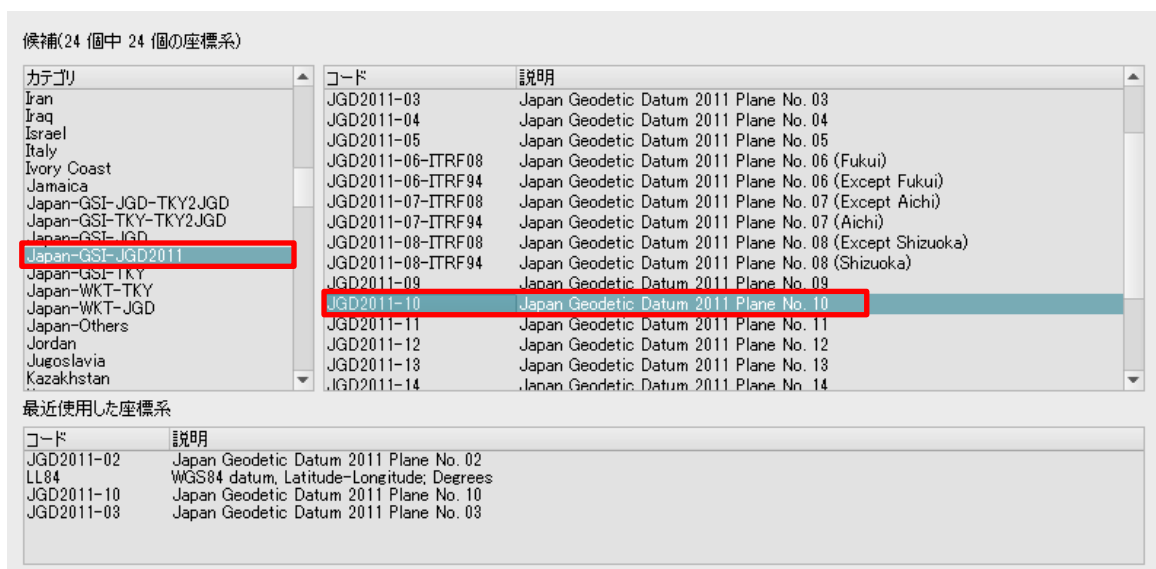 候補(24 個中 24 個の座標系)
カテゴリ
Iran
Iraq
Israel
Italy
Ivory Coast
Jamaica
Japan-GSI-JGD-TKY2JGD
Japan-GSI-TKY-TKY2JGD
Japan-GSI-JGD
Japan-GSI-JGD2011
Japan-GSI-TKY
Japan-WKT-TKY
Japan-WKT-JGD
Japan-Others
Jordan
Jugoslavia
Kazakhstan
コード 説明
JGD2011-03 Japan Geodetic Datum 2011 Plane No. 03
JGD2011-04 Japan Geodetic Datum 2011 Plane No. 04
JGD2011-05 Japan Geodetic Datum 2011 Plane No. 05
JGD2011-06-ITRF08 Japan Geodetic Datum 2011 Plane No. 06 (Fukui)
JGD2011-06-ITRF94 Japan Geodetic Datum 2011 Plane No. 06 (Except Fukui)
JGD2011-07-ITRF08 Japan Geodetic Datum 2011 Plane No. 07 (Except Aichi)
JGD2011-07-ITRF94 Japan Geodetic Datum 2011 Plane No. 07 (Aichi)
JGD2011-08-ITRF08 Japan Geodetic Datum 2011 Plane No. 08 (Except Shizuoka)
JGD2011-08-ITRF94 Japan Geodetic Datum 2011 Plane No. 08 (Shizuoka)
JGD2011-09 Japan Geodetic Datum 2011 Plane No. 09
JGD2011-10 Japan Geodetic Datum 2011 Plane No. 10
JGD2011-11 Japan Geodetic Datum 2011 Plane No. 11
JGD2011-12 Japan Geodetic Datum 2011 Plane No. 12
JGD2011-13 Japan Geodetic Datum 2011 Plane No. 13
JGD2011-14 Japan Geodetic Datum 2011 Plane No. 14
最近使用した座標系
コード 説明
JGD2011-02 Japan Geodetic Datum 2011 Plane No. 02
LL84 WGS84 datum, Latitude-Longitude; Degrees
JGD2011-10 Japan Geodetic Datum 2011 Plane No. 10
JGD2011-03 Japan Geodetic Datum 2011 Plane No. 03